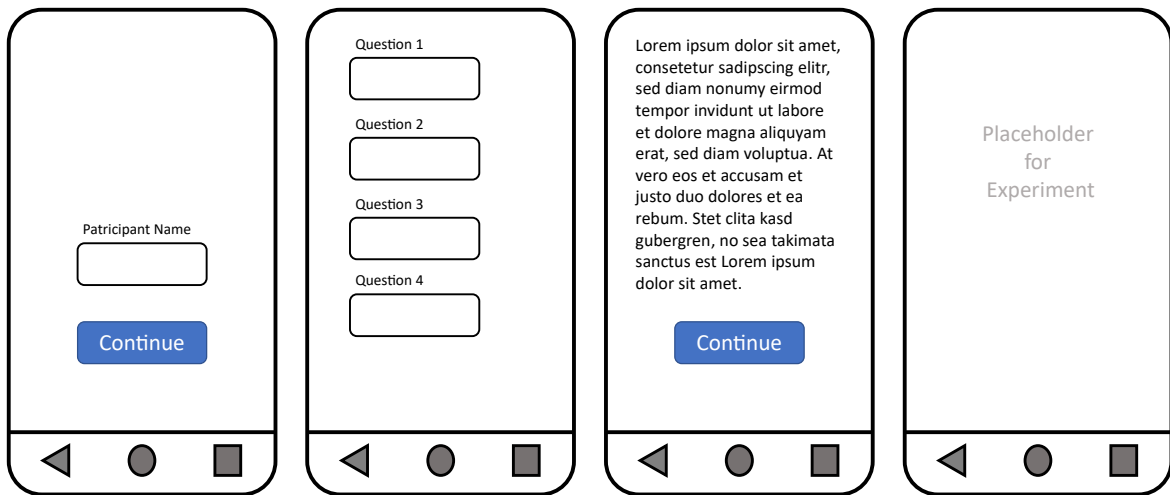 Patricipant Name
Continue
Question 1
Question 2
Question 3
Question 4
Lorem ipsum dolor sit amet,
consetetur sadipscing elitr,
sed diam nonumy eirmod
tempor invidunt ut labore
et dolore magna aliquyam
erat, sed diam voluptua. At
vero eos et accusam et
justo duo dolores et ea
rebum. Stet clita kasd
gubergren, no sea takimata
sanctus est Lorem ipsum
dolor sit amet.
Continue
Placeholder
for
Experiment